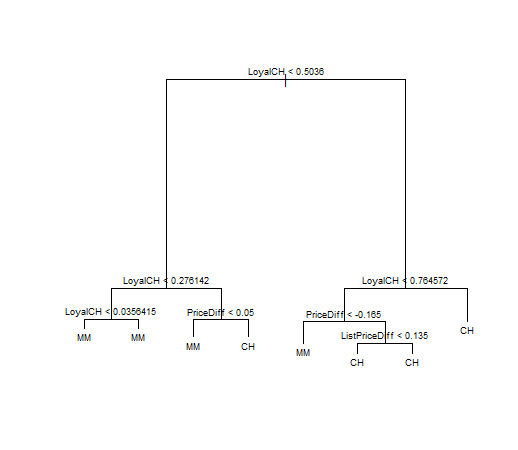 LoyalCH < 0.5036
LoyalCH < 0.276142
LoyalCH < 0.764572
LoyalCH < 0.0356415
PriceDiff < 0.05
PriceDiff < -0.165
CH
MM
MM
MM
CH
MM
ListPriceDiff < 0.135
CH
CH